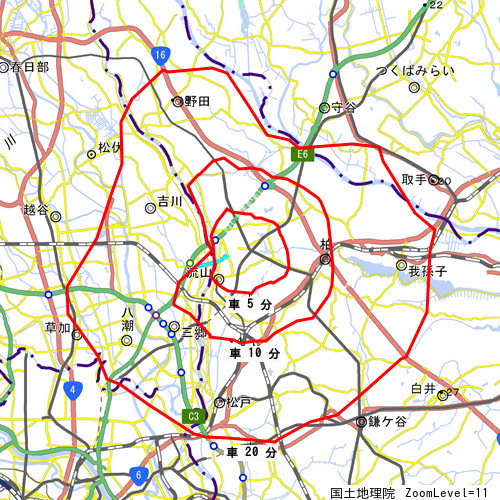 22
16
春日部
つくばみらい
野田
守谷
松伏
E6
取手
20
越谷
吉川
柏
我孫子
流山
車 5 分
八潮
草加
三郷
車 10 分
4
白井
27
松戸
C3
鎌ケ谷
車 20 分
6
国土地理院 ZoomLevel=11